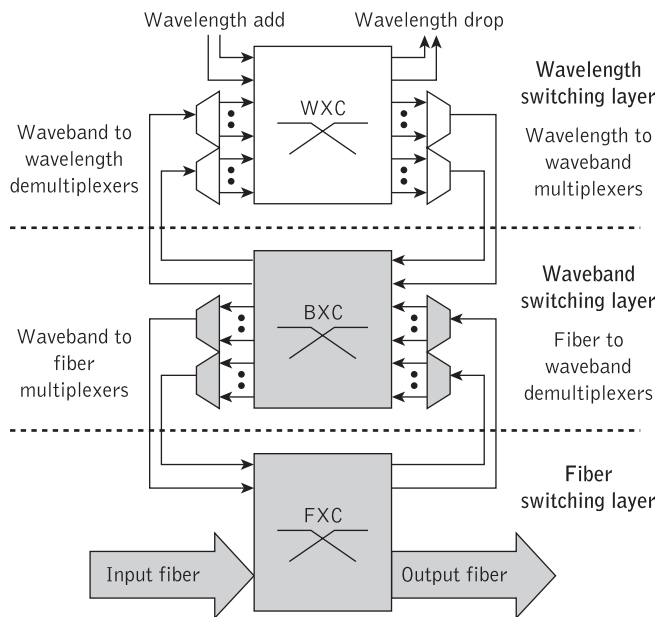 Wavelength add
Wavelength drop
Wavelength
switching layer
WXC
Waveband to
wavelength
demultiplexers
Wavelength to
waveband
multiplexers
Waveband
switching layer
BXC
Waveband to
fiber
multiplexers
Fiber to
waveband
demultiplexers
Fiber
switching layer
FXC
Input fiber
Output fiber